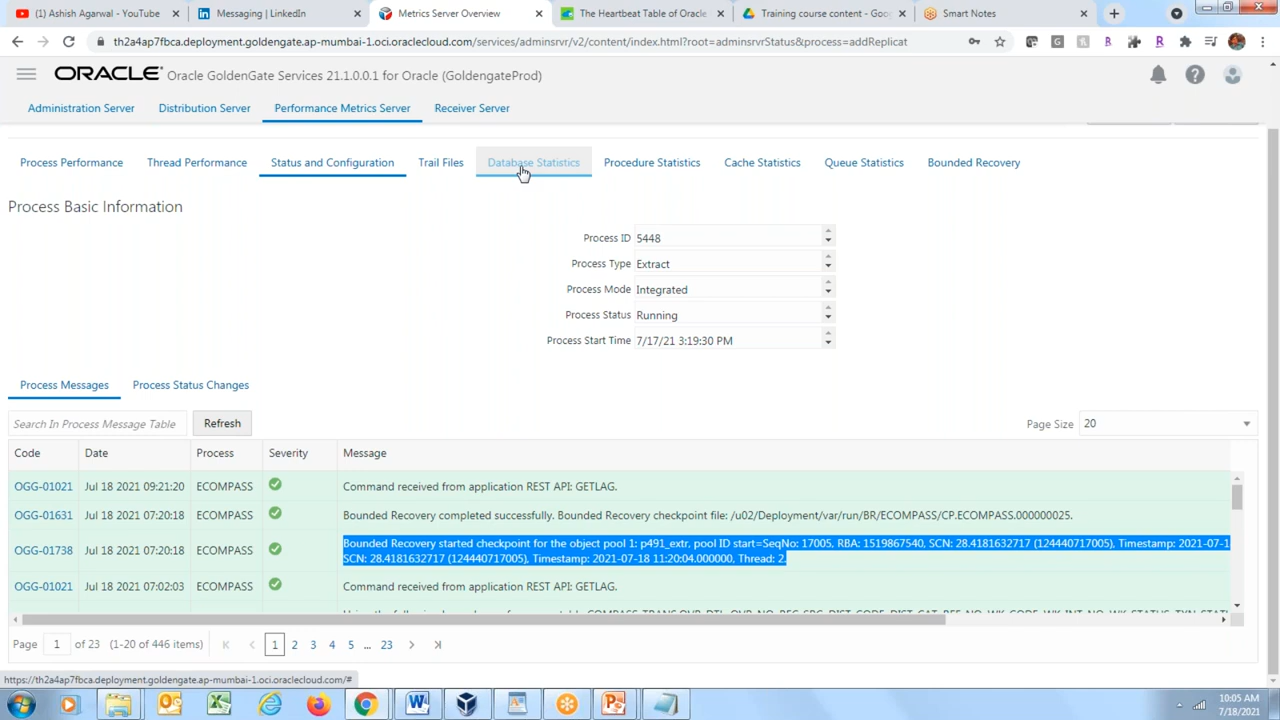 (1) Ashish Agarwal - YouTube
Messaging | LinkedIn
Metrics Server Overview
The Heartbeat Table of Oracle
Training course content - Goo
Smart Notes
th2a4ap7fbca.deployment.goldengate.ap-mumbai-1.oci.oraclecloud.com/services/adminsrvr/v2/content/index.html?root=adminsrvrStatus&process=addReplicat
ORACLE Oracle GoldenGate Services 21.1.0.0.1 for Oracle (GoldengateProd)
Administration Server Distribution Server Performance Metrics Server Receiver Server
Process Performance Thread Performance Status and Configuration Trail Files Database Statistics Procedure Statistics Cache Statistics Queue Statistics Bounded Recovery
Process Basic Information
Process ID 5448
Process Type Extract
Process Mode Integrated
Process Status Running
Process Start Time 7/17/21 3:19:30 PM
Process Messages Process Status Changes
Search In Process Message Table Refresh Page Size 20
Code Date Process Severity Message
OGG-01021 Jul 18 2021 09:21:20 ECOMPASS Command received from application REST API: GETLAG.
OGG-01631 Jul 18 2021 07:20:18 ECOMPASS Bounded Recovery completed successfully. Bounded Recovery checkpoint file: /u02/Deployment/var/run/BR/ECOMPASS/CP.ECOMPASS.000000025.
OGG-01738 Jul 18 2021 07:20:18 ECOMPASS Bounded Recovery started checkpoint for the object pool 1: p491_extr, pool ID start=SeqNo: 17005, RBA: 1519867540, SCN: 28.4181632717 (124440717005), Timestamp: 2021-07-1
SCN: 28.4181632717 (124440717005), Timestamp: 2021-07-18 11:20:04.000000, Thread: 2.
OGG-01021 Jul 18 2021 07:02:03 ECOMPASS Command received from application REST API: GETLAG.
Page 1 of 23 (1-20 of 446 items) 1 2 3 4 5 ... 23
https://th2a4ap7fbca.deployment.goldengate.ap-mumbai-1.oci.oraclecloud.com/#
10:05 AM
7/18/2021